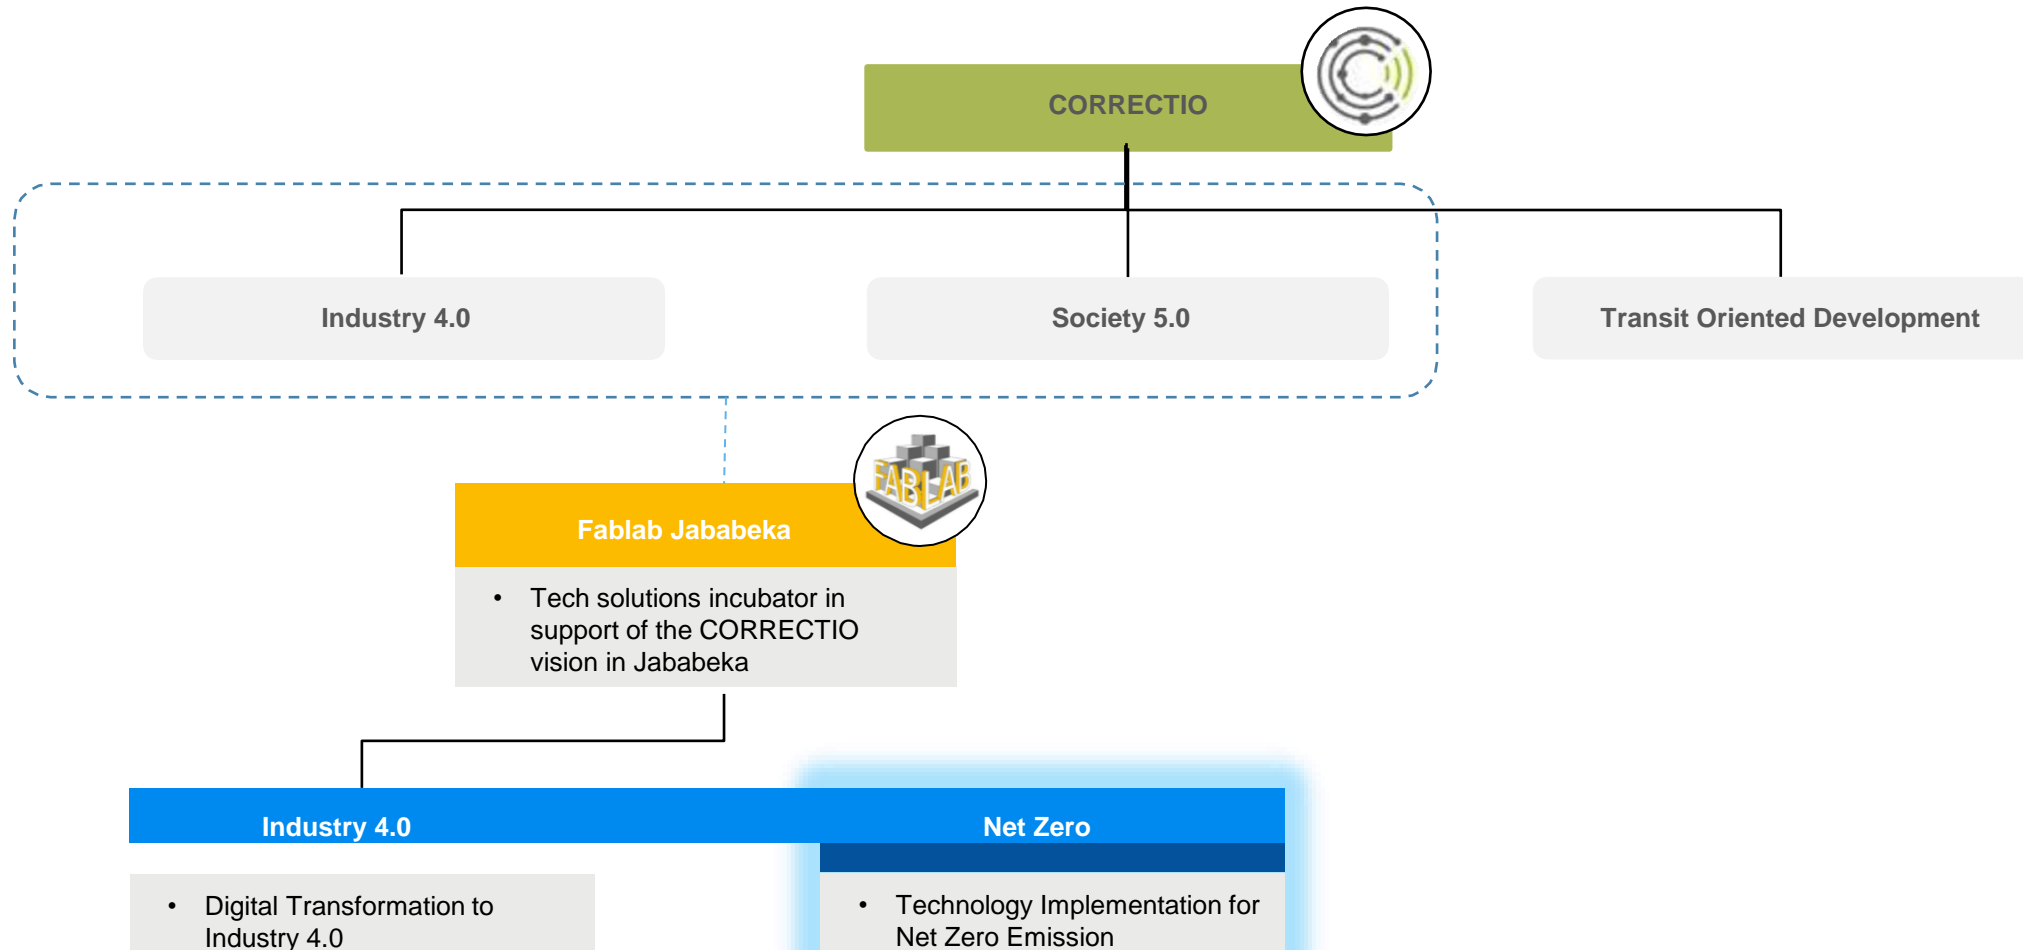 CORRECTIO
Industry 4.0
Society 5.0
Transit Oriented Development
FABLAB
Fablab Jababeka
• Tech solutions incubator in
support of the CORRECTIO
vision in Jababeka
Industry 4.0
Net Zero
• Digital Transformation to
Industry 4.0
• Technology Implementation for
Net Zero Emission